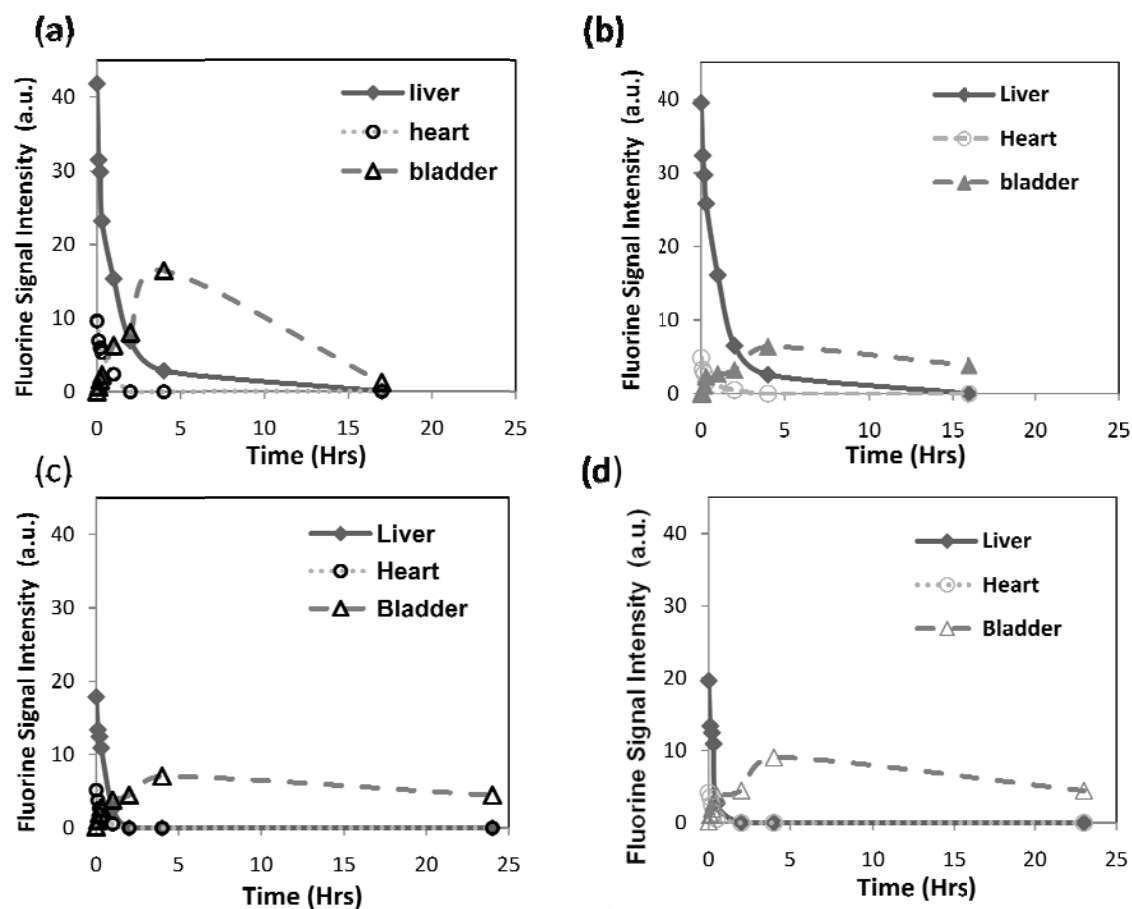 (a)
Fluorine Signal Intensity (a.u.)
40
30
20
10
0
liver
heart
bladder
0 5 10 15 20 25
Time (Hrs)
(b)
Fluorine Signal Intensity (a.u.)
40
30
20
10
0
Liver
Heart
bladder
0 5 10 15 20 25
Time (Hrs)
(c)
Fluorine Signal Intensity (a.u.)
40
30
20
10
0
Liver
Heart
Bladder
0 5 10 15 20 25
Time (Hrs)
(d)
Fluorine Signal Intensity (a.u.)
40
30
20
10
0
Liver
Heart
Bladder
0 5 10 15 20 25
Time (Hrs)